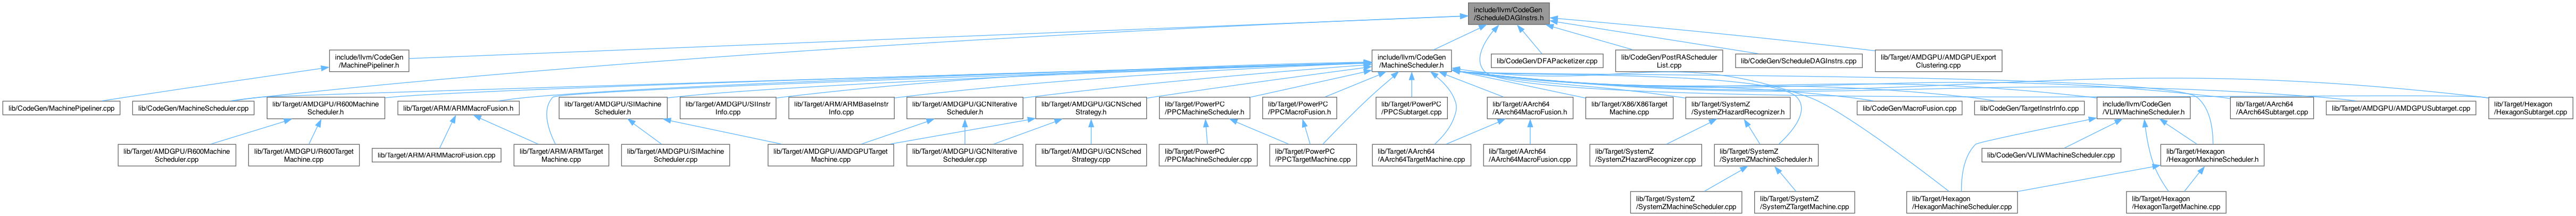 include/llvm/CodeGen
/ScheduleDAGInstrs.h
include/llvm/CodeGen
/MachinePipeliner.h
include/llvm/CodeGen
/MachineScheduler.h
lib/CodeGen/DFAPacketizer.cpp
lib/CodeGen/PostRAScheduler
List.cpp
lib/CodeGen/ScheduleDAGInstrs.cpp
lib/Target/AMDGPU/AMDGPUExport
Clustering.cpp
lib/CodeGen/MachinePipeliner.cpp
lib/CodeGen/MachineScheduler.cpp
lib/Target/AMDGPU/R600Machine
Scheduler.h
lib/Target/ARM/ARMMacroFusion.h
lib/Target/AMDGPU/SIMachine
Scheduler.h
lib/Target/AMDGPU/SIInstr
Info.cpp
lib/Target/ARM/ARMBaseInstr
Info.cpp
lib/Target/AMDGPU/GCNIterative
Scheduler.h
lib/Target/AMDGPU/GCNSched
Strategy.h
lib/Target/PowerPC
/PPCMachineScheduler.h
lib/Target/PowerPC
/PPCMacroFusion.h
lib/Target/PowerPC
/PPCSubtarget.cpp
lib/Target/AArch64
/AArch64MacroFusion.h
lib/Target/X86/X86Target
Machine.cpp
lib/Target/SystemZ
/SystemZHazardRecognizer.h
lib/CodeGen/MacroFusion.cpp
lib/CodeGen/TargetInstrInfo.cpp
include/llvm/CodeGen
/VLIWMachineScheduler.h
lib/Target/AArch64
/AArch64Subtarget.cpp
lib/Target/AMDGPU/AMDGPUSubtarget.cpp
lib/Target/Hexagon
/HexagonSubtarget.cpp
lib/Target/AMDGPU/R600Machine
Scheduler.cpp
lib/Target/AMDGPU/R600Target
Machine.cpp
lib/Target/ARM/ARMMacroFusion.cpp
lib/Target/ARM/ARMTarget
Machine.cpp
lib/Target/AMDGPU/SIMachine
Scheduler.cpp
lib/Target/AMDGPU/AMDGPUTarget
Machine.cpp
lib/Target/AMDGPU/GCNIterative
Scheduler.cpp
lib/Target/AMDGPU/GCNSched
Strategy.cpp
lib/Target/PowerPC
/PPCMachineScheduler.cpp
lib/Target/PowerPC
/PPCTargetMachine.cpp
lib/Target/AArch64
/AArch64TargetMachine.cpp
lib/Target/AArch64
/AArch64MacroFusion.cpp
lib/Target/SystemZ
/SystemZHazardRecognizer.cpp
lib/Target/SystemZ
/SystemZMachineScheduler.h
lib/CodeGen/VLIWMachineScheduler.cpp
lib/Target/Hexagon
/HexagonMachineScheduler.h
lib/Target/SystemZ
/SystemZMachineScheduler.cpp
lib/Target/SystemZ
/SystemZTargetMachine.cpp
lib/Target/Hexagon
/HexagonMachineScheduler.cpp
lib/Target/Hexagon
/HexagonTargetMachine.cpp